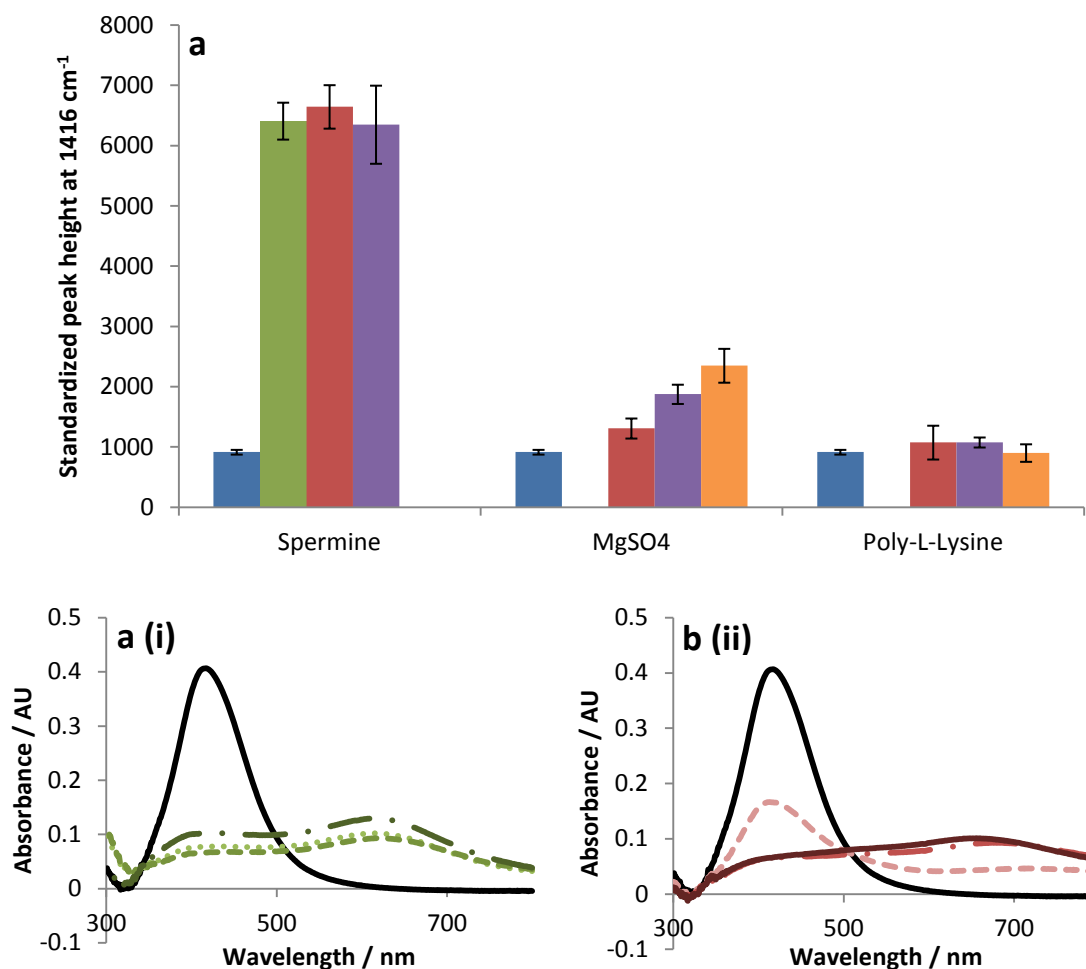 a
Standardized peak height at 1416 cm⁻¹
8000
7000
6000
5000
4000
3000
2000
1000
0
Spermine
MgSO4
Poly-L-Lysine
a (i)
Absorbance / AU
0.5
0.4
0.3
0.2
0.1
0
-0.1
300
500
700
Wavelength / nm
b (ii)
Absorbance / AU
0.5
0.4
0.3
0.2
0.1
0
-0.1
300
500
700
Wavelength / nm